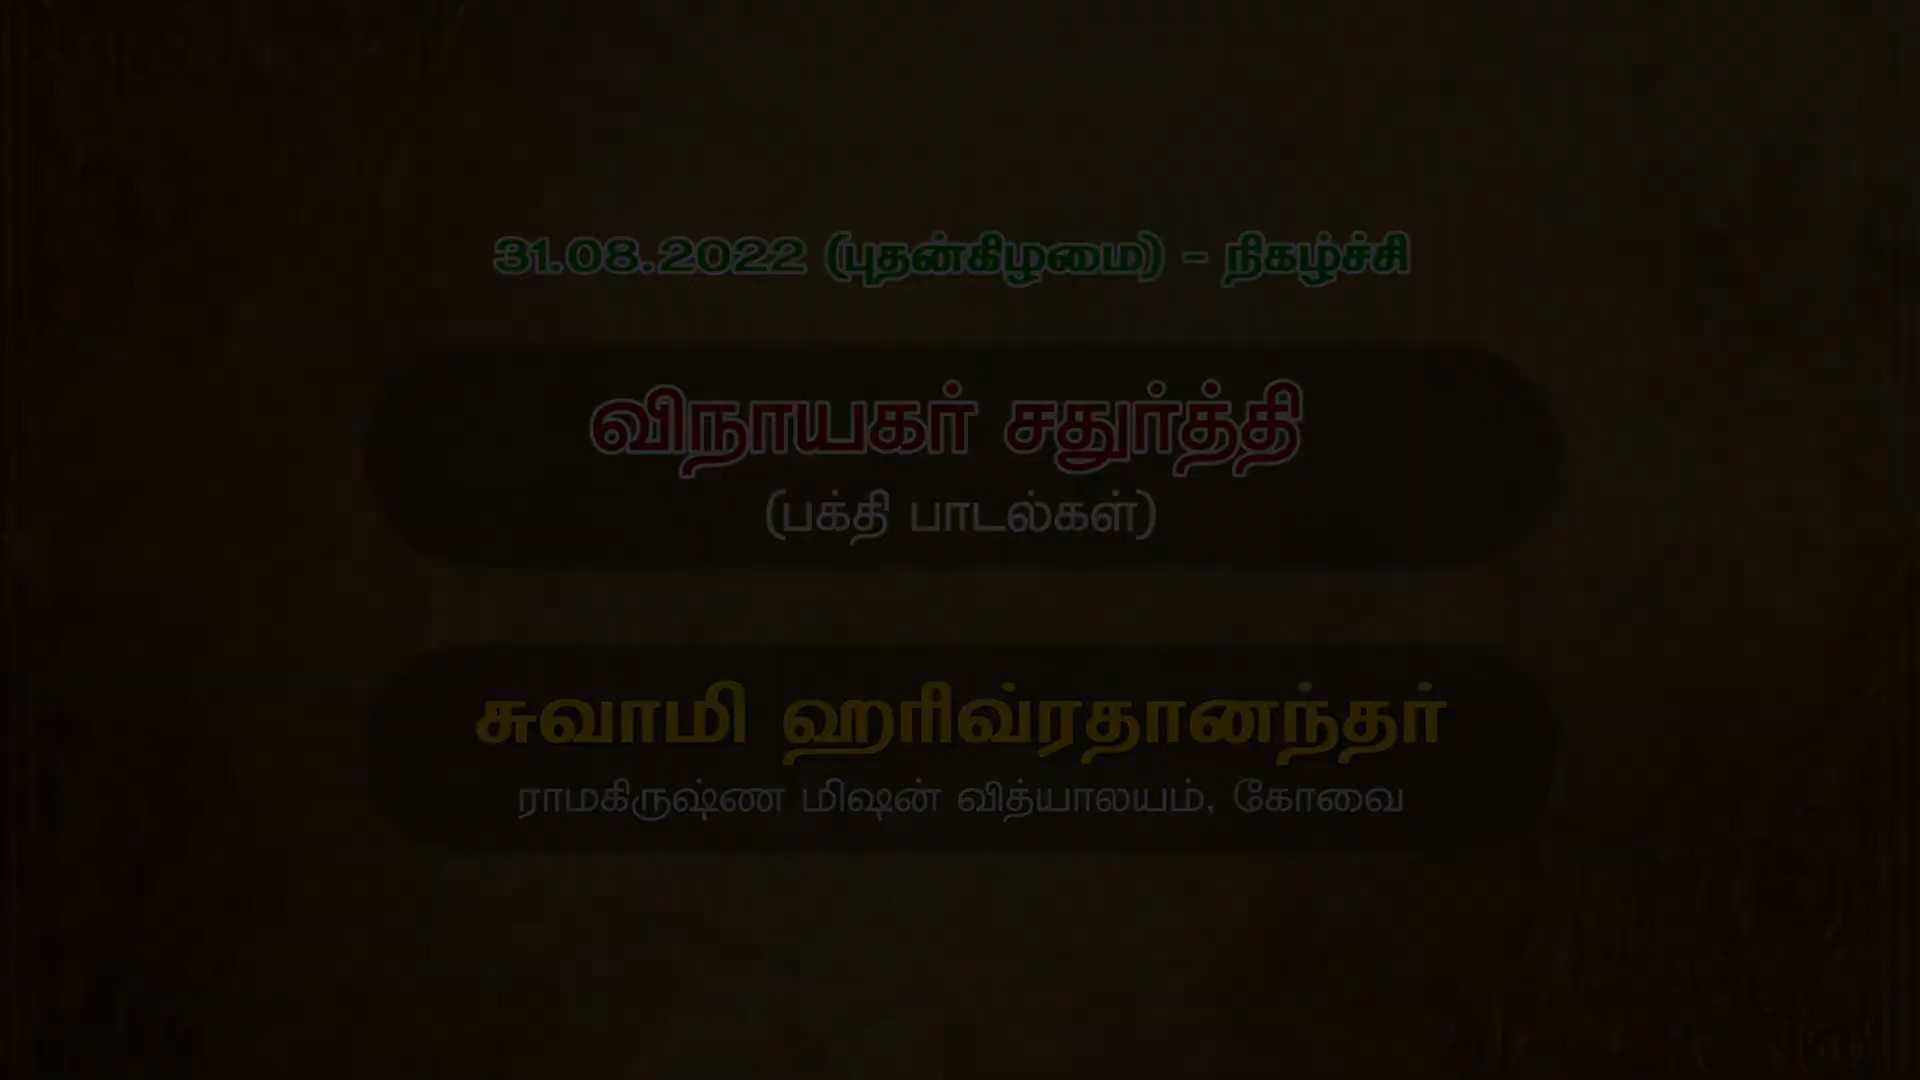 31.08.2022 (புதன்கிழமை) - நிகழ்ச்சி
விநாயகர் சதுர்த்தி
(பக்தி பாடல்கள்)
சுவாமி ஹரிவ்ரதானந்தர்
ராமகிருஷ்ண மிஷன் வித்யாலயம், கோவை